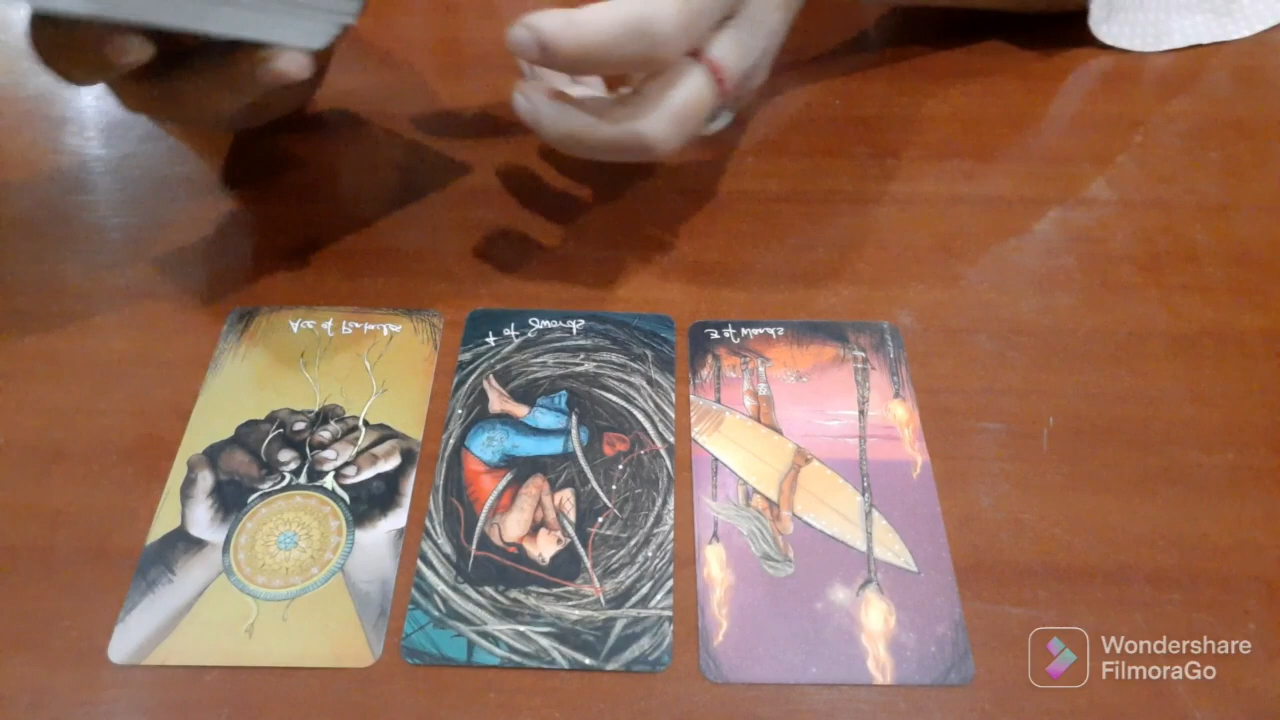 Ace of Pentacles
4 of Swords
3 of Wands
Wondershare
FilmoraGo